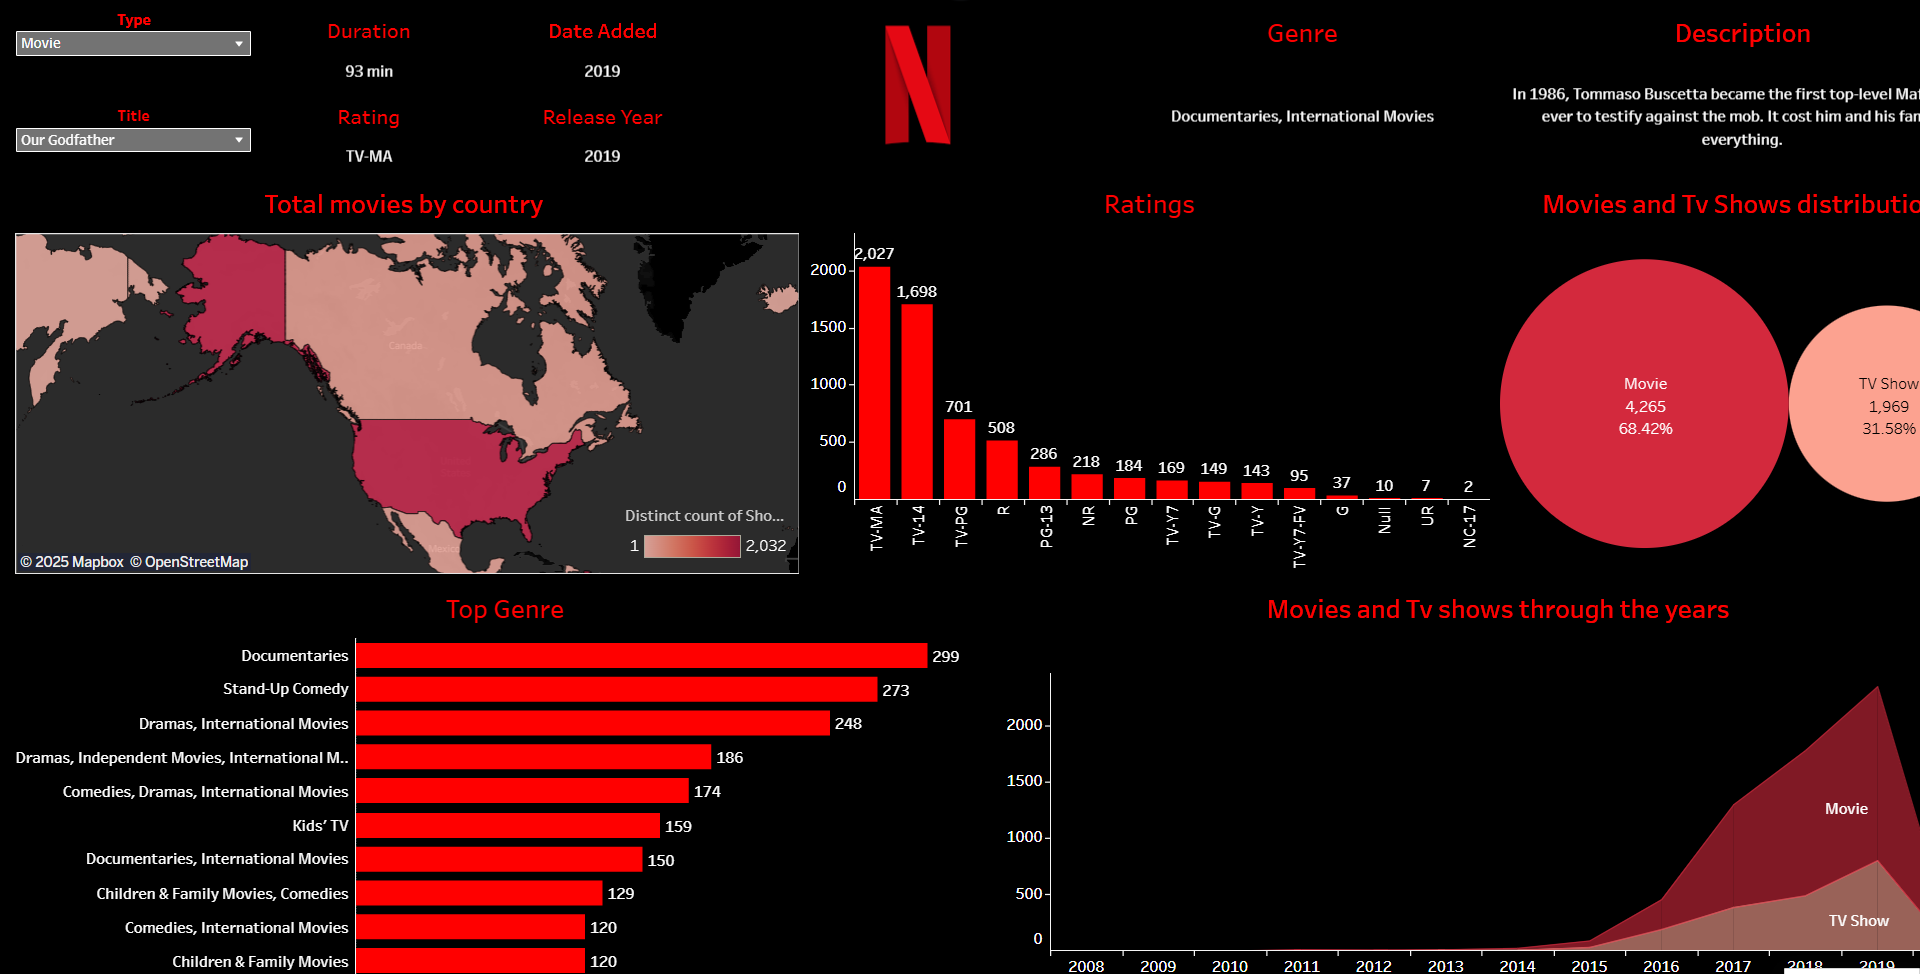 Type
Movie
Title
Our Godfather
Duration
93 min
Rating
TV-MA
Date Added
2019
Release Year
2019
Genre
Documentaries, International Movies
Description
In 1986, Tommaso Buscetta became the first top-level Maf
ever to testify against the mob. It cost him and his fam
everything.
Total movies by country
Canada
Mexico
Distinct count of Sho...
1 2,032
© 2025 Mapbox © OpenStreetMap
Ratings
2000
1500
1000
500
0
2,027
1,698
701
508
286
218
184
169
149
143
95
37
10
7
2
TV-MA
TV-14
TV-PG
R
PG-13
NR
PG
TV-Y7
TV-G
TV-Y
TV-Y7-FV
G
Null
UR
NC-17
Movies and Tv Shows distributio
Movie
4,265
68.42%
TV Show
1,969
31.58%
Top Genre
Documentaries 299
Stand-Up Comedy 273
Dramas, International Movies 248
Dramas, Independent Movies, International M.. 186
Comedies, Dramas, International Movies 174
Kids' TV 159
Documentaries, International Movies 150
Children & Family Movies, Comedies 129
Comedies, International Movies 120
Children & Family Movies 120
Movies and Tv shows through the years
2000
1500
1000
500
0
Movie
TV Show
2008 2009 2010 2011 2012 2013 2014 2015 2016 2017 2018 2019